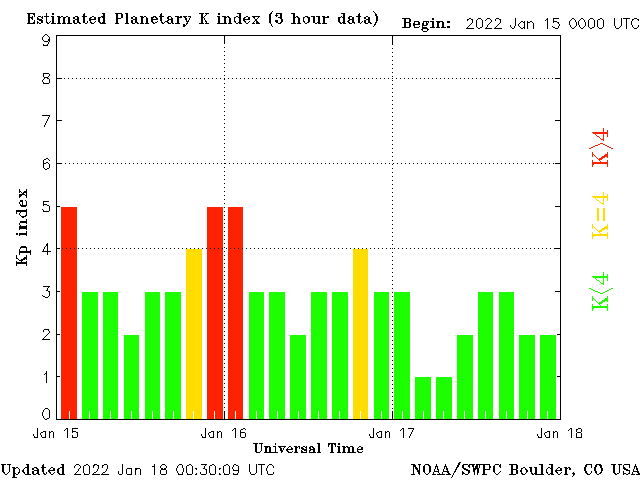 Estimated Planetary K index (3 hour data) Begin: 2022 Jan 15 0000 UTC
9
8
7
6
5
4
3
2
1
0
Kp index
K>4
K=4
K<4
Jan 15 Jan 16 Jan 17 Jan 18
Universal Time
Updated 2022 Jan 18 00:30:09 UTC NOAA/SWPC Boulder, CO USA